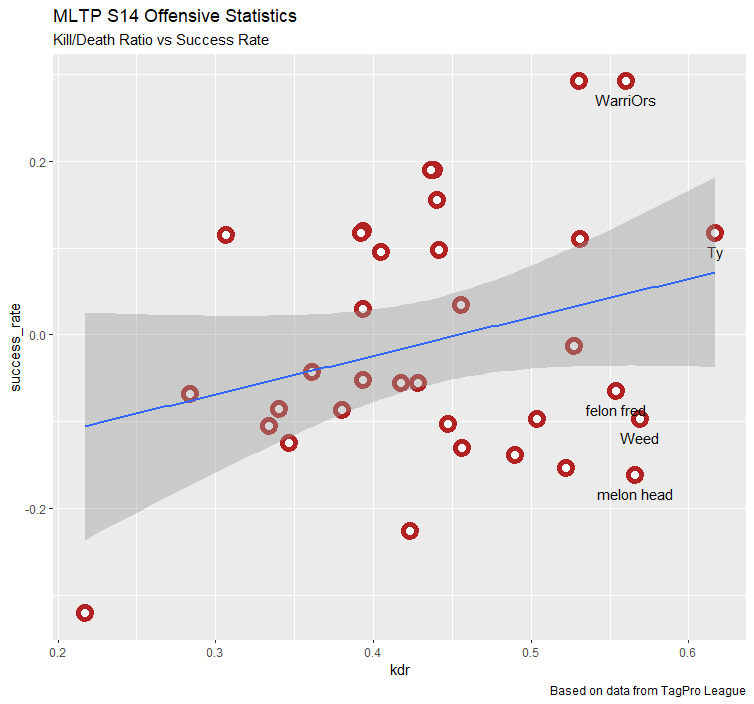 MLTP S14 Offensive Statistics
Kill/Death Ratio vs Success Rate
success_rate
0.2
0.0
-0.2
WarriOrs
Ty
felon fred
Weed
melon head
0.2 0.3 0.4 0.5 0.6
kdr
Based on data from TagPro League